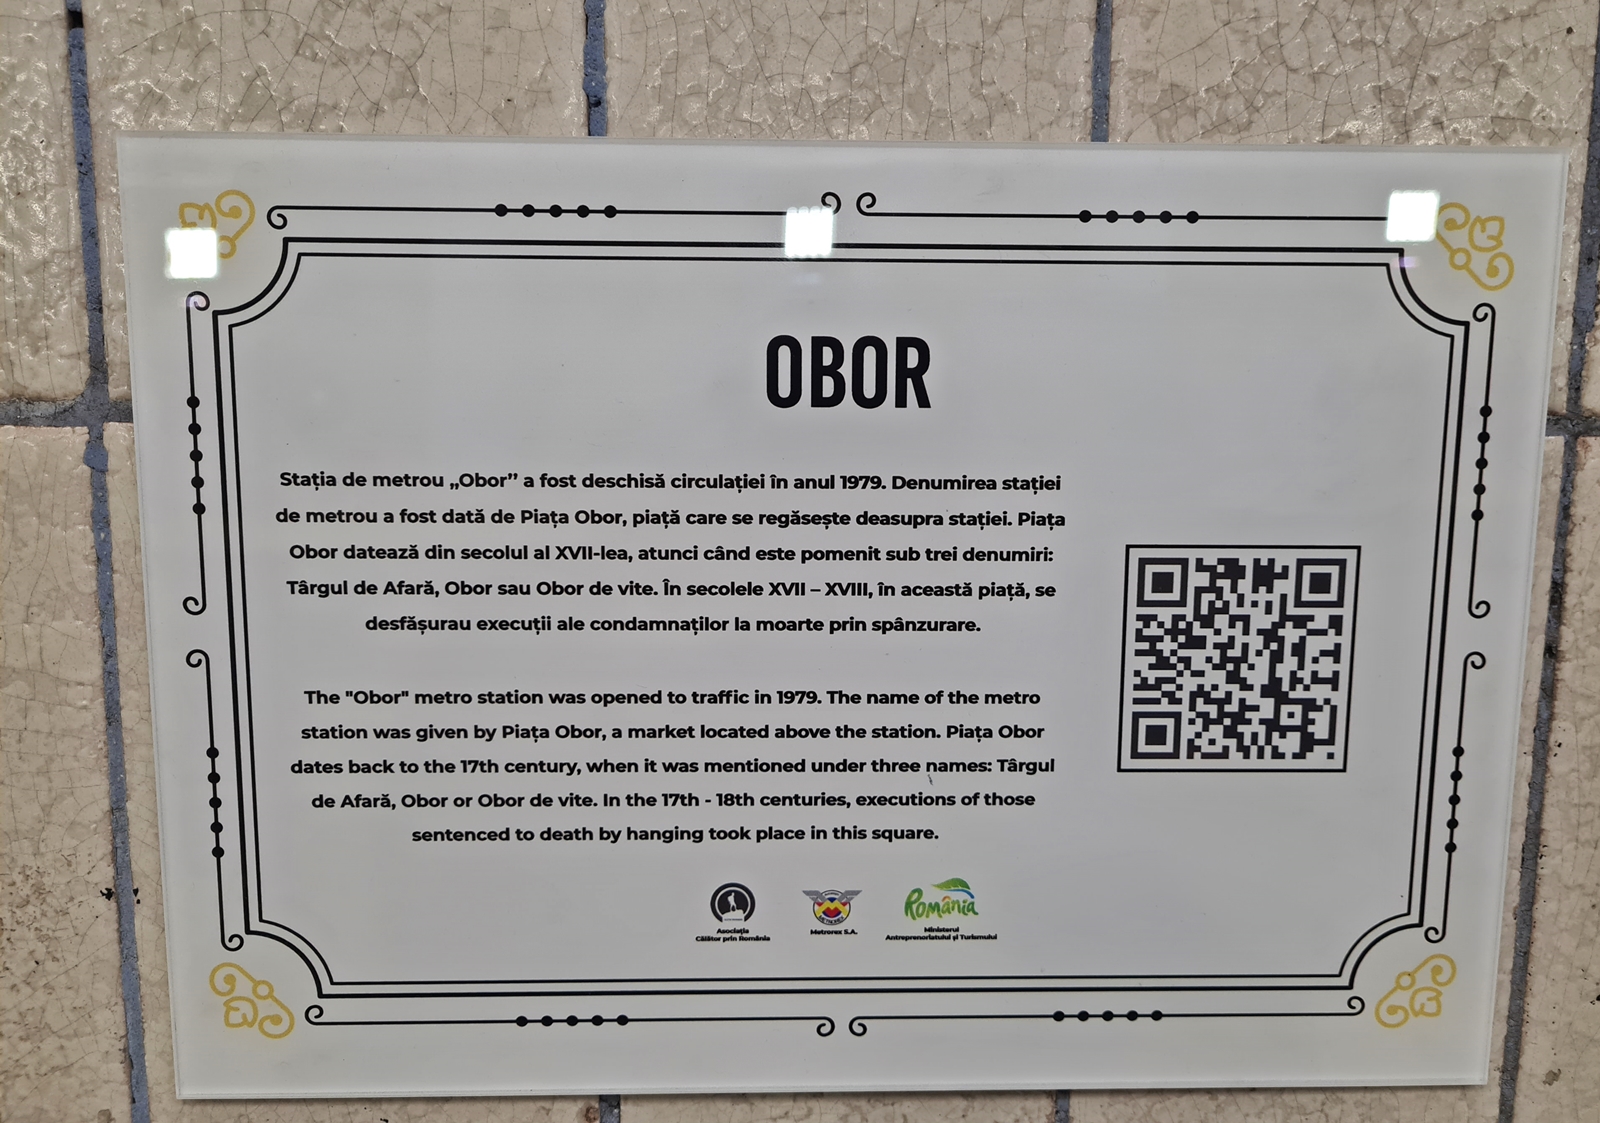 OBOR
Stația de metrou „Obor” a fost deschisă circulației în anul 1979. Denumirea stației
de metrou a fost dată de Piața Obor, piață care se regăsește deasupra stației. Piața
Obor datează din secolul al XVII-lea, atunci când este pomenit sub trei denumiri:
Târgul de Afară, Obor sau Obor de vite. În secolele XVII – XVIII, în această piață, se
desfășurau execuții ale condamnaților la moarte prin spânzurare.
The "Obor" metro station was opened to traffic in 1979. The name of the metro
station was given by Piața Obor, a market located above the station. Piața Obor
dates back to the 17th century, when it was mentioned under three names: Târgul
de Afară, Obor or Obor de vite. In the 17th - 18th centuries, executions of those
sentenced to death by hanging took place in this square.
România
Asociația
Călător prin România
Metrorex S.A.
Ministerul
Antreprenoriatului și Turismului